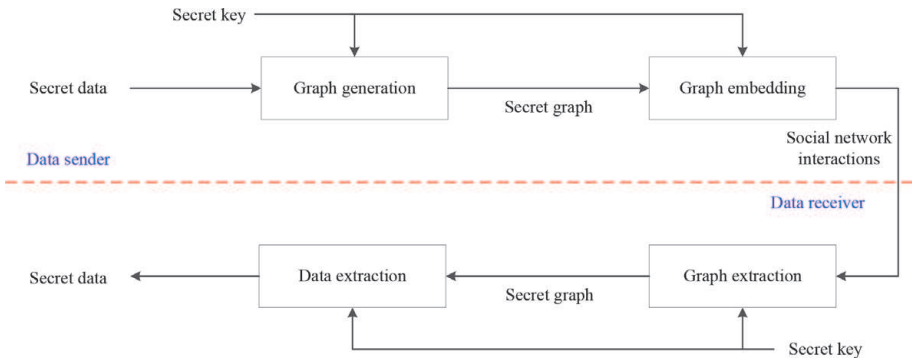 Secret key
Secret data
Graph generation
Secret graph
Graph embedding
Social network
interactions
Data sender
Data receiver
Secret data
Data extraction
Secret graph
Graph extraction
Secret key